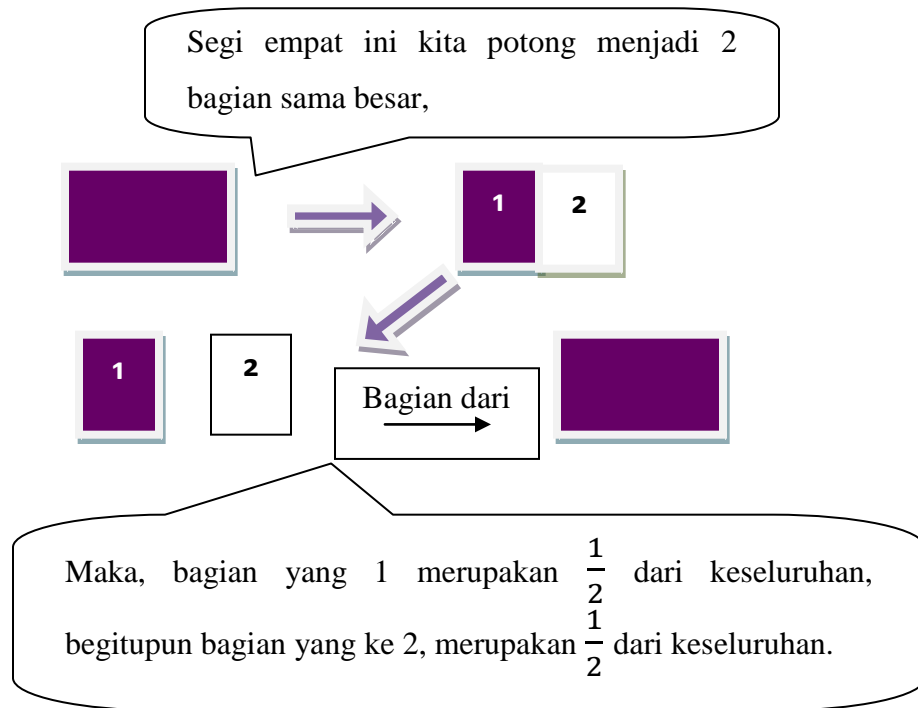 Segi empat ini kita potong menjadi 2
bagian sama besar,
1 2
1 2
Bagian dari
Maka, bagian yang 1 merupakan 1/2 dari keseluruhan,
begitupun bagian yang ke 2, merupakan 1/2 dari keseluruhan.